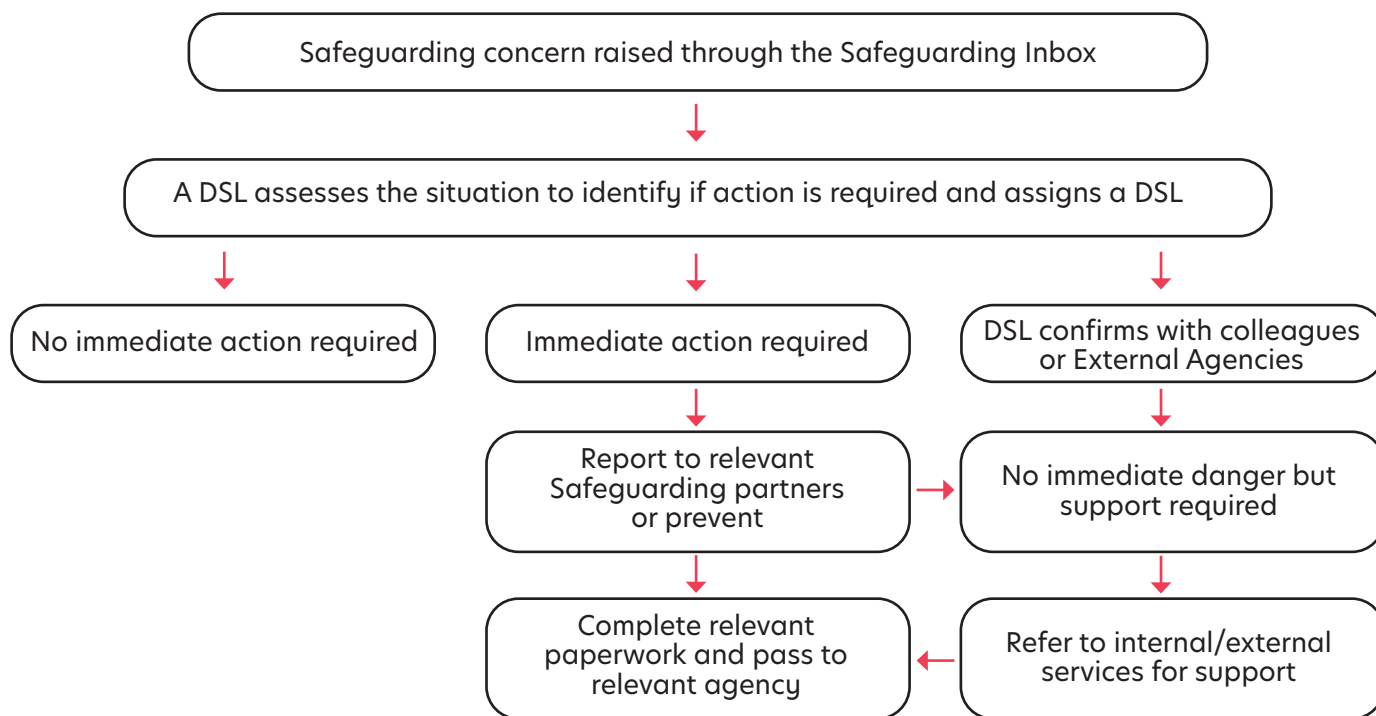 Safeguarding concern raised through the Safeguarding Inbox
A DSL assesses the situation to identify if action is required and assigns a DSL
No immediate action required
Immediate action required
DSL confirms with colleagues
or External Agencies
Report to relevant
Safeguarding partners
or prevent
No immediate danger but
support required
Complete relevant
paperwork and pass to
relevant agency
Refer to internal/external
services for support